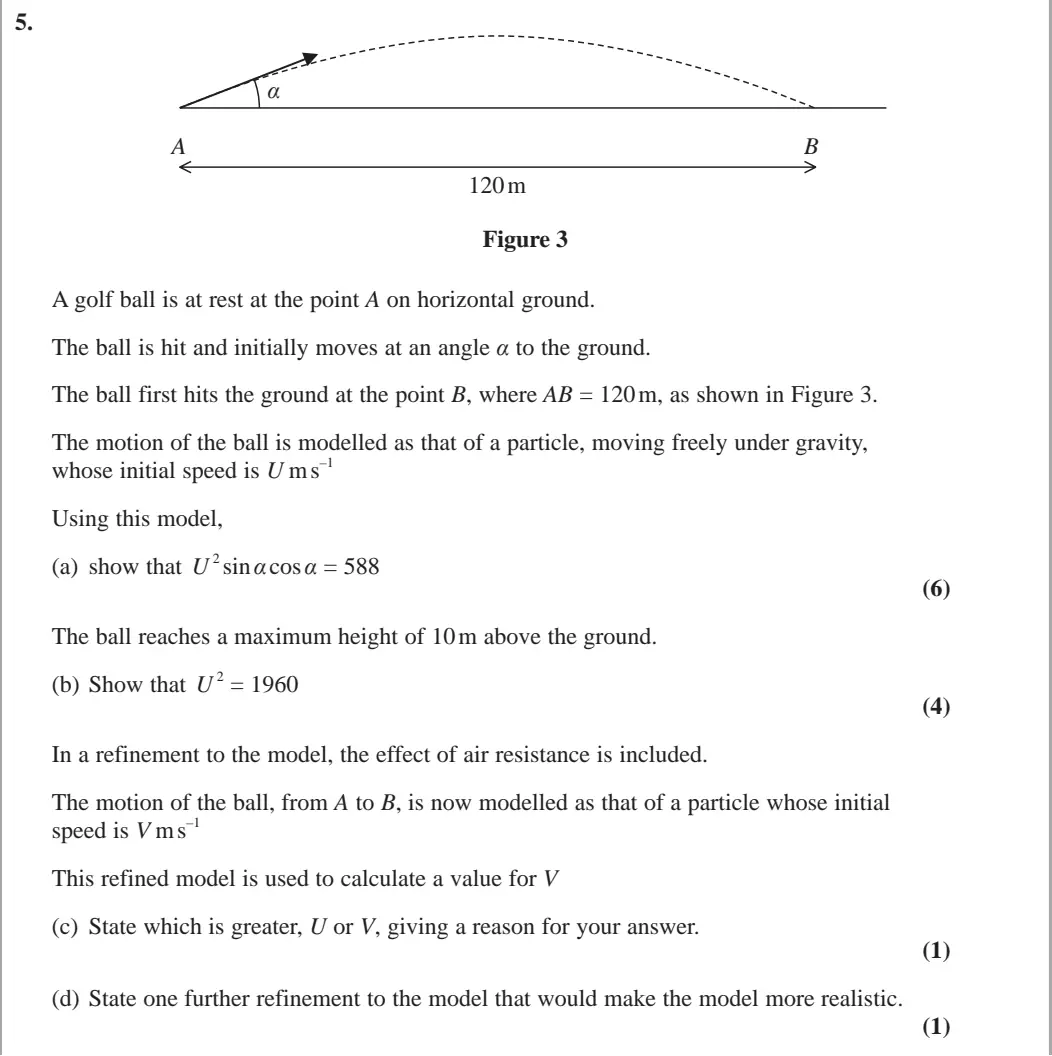 5.
α
A
B
120 m
Figure 3
A golf ball is at rest at the point A on horizontal ground.
The ball is hit and initially moves at an angle α to the ground.
The ball first hits the ground at the point B, where AB = 120 m, as shown in Figure 3.
The motion of the ball is modelled as that of a particle, moving freely under gravity,
whose initial speed is U m s⁻¹
Using this model,
(a) show that U² sin α cos α = 588
(6)
The ball reaches a maximum height of 10 m above the ground.
(b) Show that U² = 1960
(4)
In a refinement to the model, the effect of air resistance is included.
The motion of the ball, from A to B, is now modelled as that of a particle whose initial
speed is V m s⁻¹
This refined model is used to calculate a value for V
(c) State which is greater, U or V, giving a reason for your answer.
(1)
(d) State one further refinement to the model that would make the model more realistic.
(1)